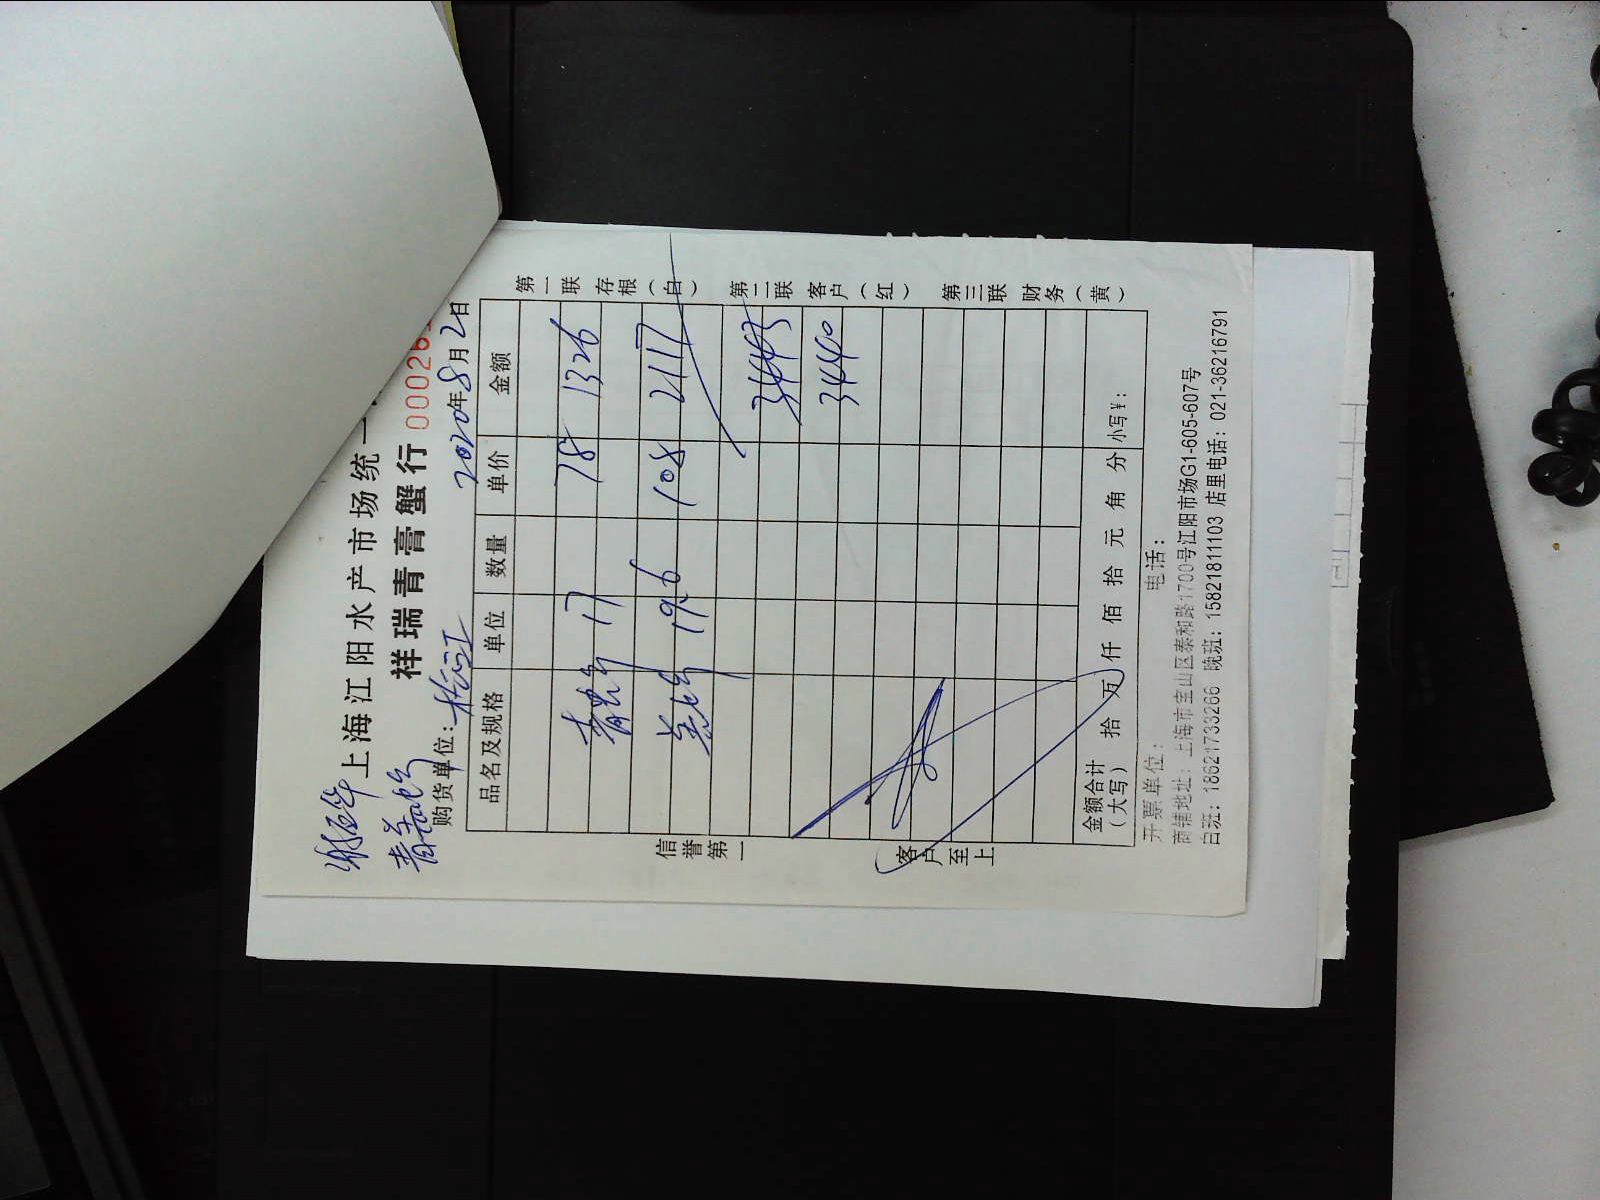 上海江阳水产市场统一
祥瑞青膏蟹行 00026
购货单位: 2020年8月2日
品名及规格 单位 数量 单价 金额
17 78 1326
19.6 108 2117
3443
3440
金额合计(大写) 拾 万 仟 佰 拾 元 角 分 小写¥:
开票单位: 电话:
商铺地址: 上海市宝山区泰和路1700号江阳市场G1-605-607号
白班: 18621733266 晚班: 15821811103 店里电话: 021-36216791
信誉第一
客户至上
第一联 存根(白)
第二联 客户(红)
第三联 财务(黄)